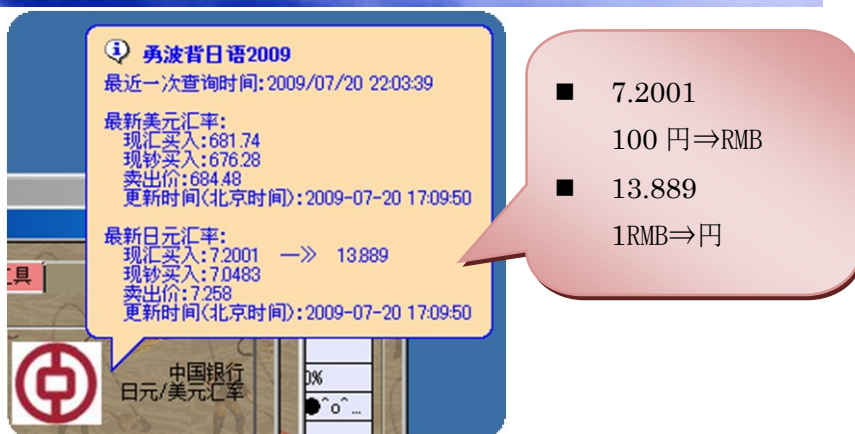 勇波背日语2009
最近一次查询时间:2009/07/20 22:03:39
最新美元汇率:
现汇买入:681.74
现钞买入:676.28
卖出价:684.48
更新时间(北京时间):2009-07-20 17:09:50
最新日元汇率:
现汇买入:7.2001 —》 13.889
现钞买入:7.0483
卖出价:7.258
更新时间(北京时间):2009-07-20 17:09:50
工具
中国银行
日元/美元汇率
0%
●^o^…
■ 7.2001
100 円⇒RMB
■ 13.889
1RMB⇒円